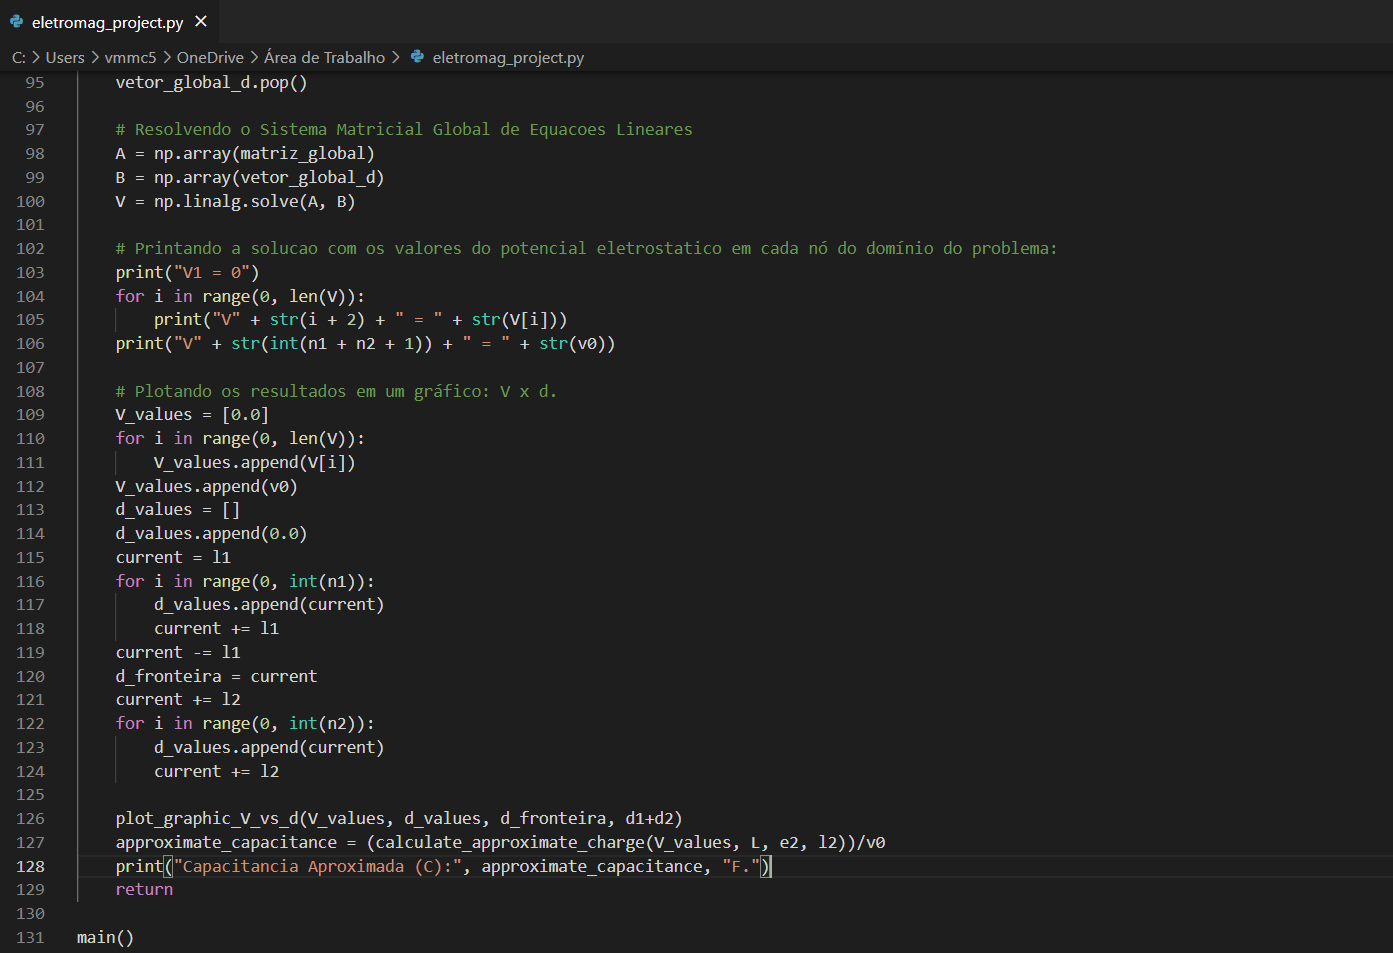 eletromag_project.py ×
C: > Users > vmmc5 > OneDrive > Área de Trabalho > eletromag_project.py
95 vetor_global_d.pop()
96
97 # Resolvendo o Sistema Matricial Global de Equacoes Lineares
98 A = np.array(matriz_global)
99 B = np.array(vetor_global_d)
100 V = np.linalg.solve(A, B)
101
102 # Printando a solucao com os valores do potencial eletrostatico em cada nó do domínio do problema:
103 print("V1 = 0")
104 for i in range(0, len(V)):
105 print("V" + str(i + 2) + " = " + str(V[i]))
106 print("V" + str(int(n1 + n2 + 1)) + " = " + str(v0))
107
108 # Plotando os resultados em um gráfico: V x d.
109 V_values = [0.0]
110 for i in range(0, len(V)):
111 V_values.append(V[i])
112 V_values.append(v0)
113 d_values = []
114 d_values.append(0.0)
115 current = l1
116 for i in range(0, int(n1)):
117 d_values.append(current)
118 current += l1
119 current -= l1
120 d_fronteira = current
121 current += l2
122 for i in range(0, int(n2)):
123 d_values.append(current)
124 current += l2
125
126 plot_graphic_V_vs_d(V_values, d_values, d_fronteira, d1+d2)
127 approximate_capacitance = (calculate_approximate_charge(V_values, L, e2, l2))/v0
128 print("Capacitancia Aproximada (C):", approximate_capacitance, "F.")
129 return
130
131 main()